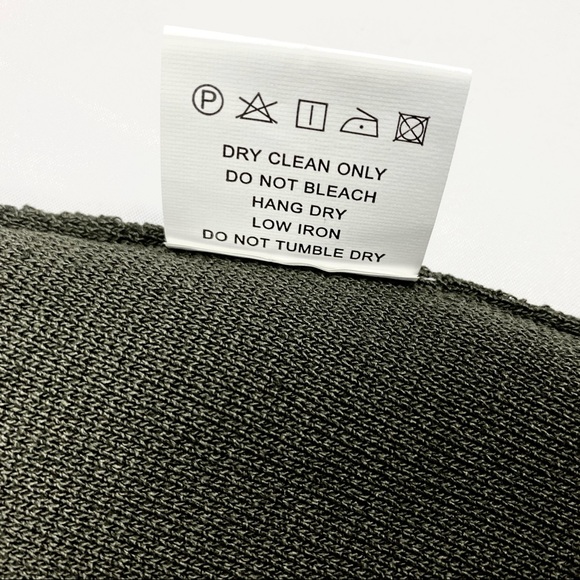 P
DRY CLEAN ONLY
DO NOT BLEACH
HANG DRY
LOW IRON
DO NOT TUMBLE DRY